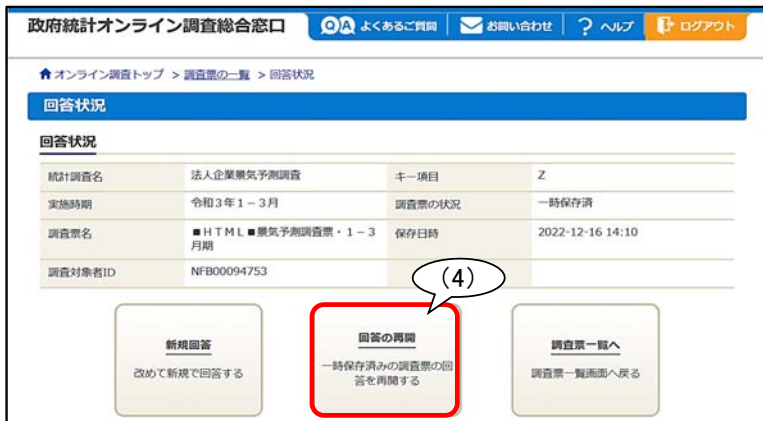 政府統計オンライン調査総合窓口 QA よくあるご質問 お問い合わせ ? ヘルプ ログアウト
オンライン調査トップ > 調査票の一覧 > 回答状況
回答状況
回答状況
統計調査名 法人企業景気予測調査 キー項目 Z
実施時期 令和3年1-3月 調査票の状況 一時保存済
調査票名 ■HTML■景気予測調査票・1-3月期 保存日時 2022-12-16 14:10
調査対象者ID NFB00094753
(4)
新規回答
改めて新規で回答する
回答の再開
一時保存済みの調査票の回
答を再開する
調査票一覧へ
調査票一覧画面へ戻る